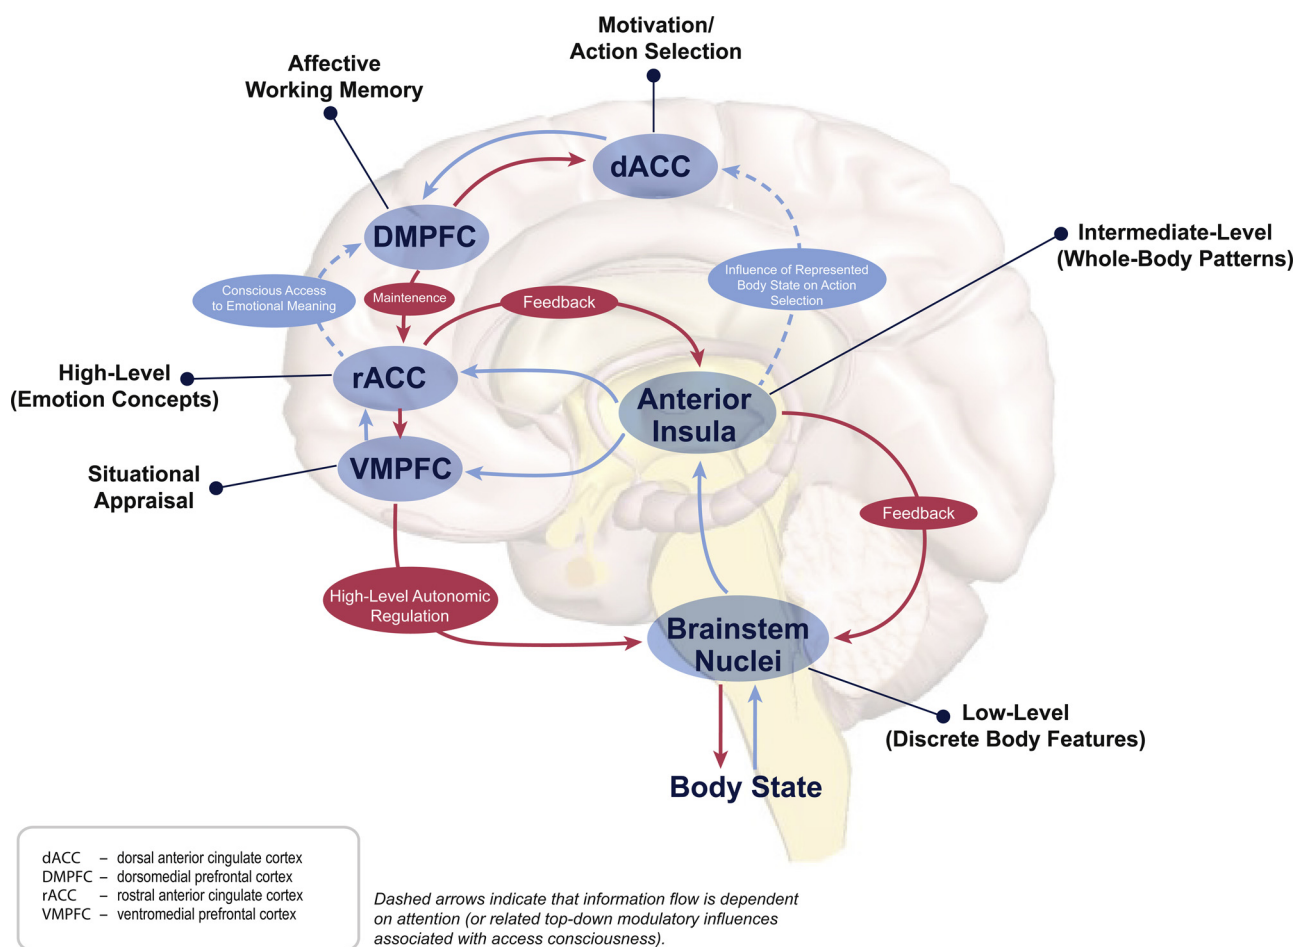 Motivation/
Action Selection
Affective
Working Memory
dACC
DMPFC
Intermediate-Level
(Whole-Body Patterns)
Conscious Access
to Emotional Meaning
Maintenence
Feedback
Influence of Represented
Body State on Action
Selection
High-Level
(Emotion Concepts)
rACC
Anterior
Insula
Situational
Appraisal
VMPFC
Feedback
High-Level Autonomic
Regulation
Brainstem
Nuclei
Low-Level
(Discrete Body Features)
Body State
dACC – dorsal anterior cingulate cortex
DMPFC – dorsomedial prefrontal cortex
rACC – rostral anterior cingulate cortex
VMPFC – ventromedial prefrontal cortex
Dashed arrows indicate that information flow is dependent
on attention (or related top-down modulatory influences
associated with access consciousness).